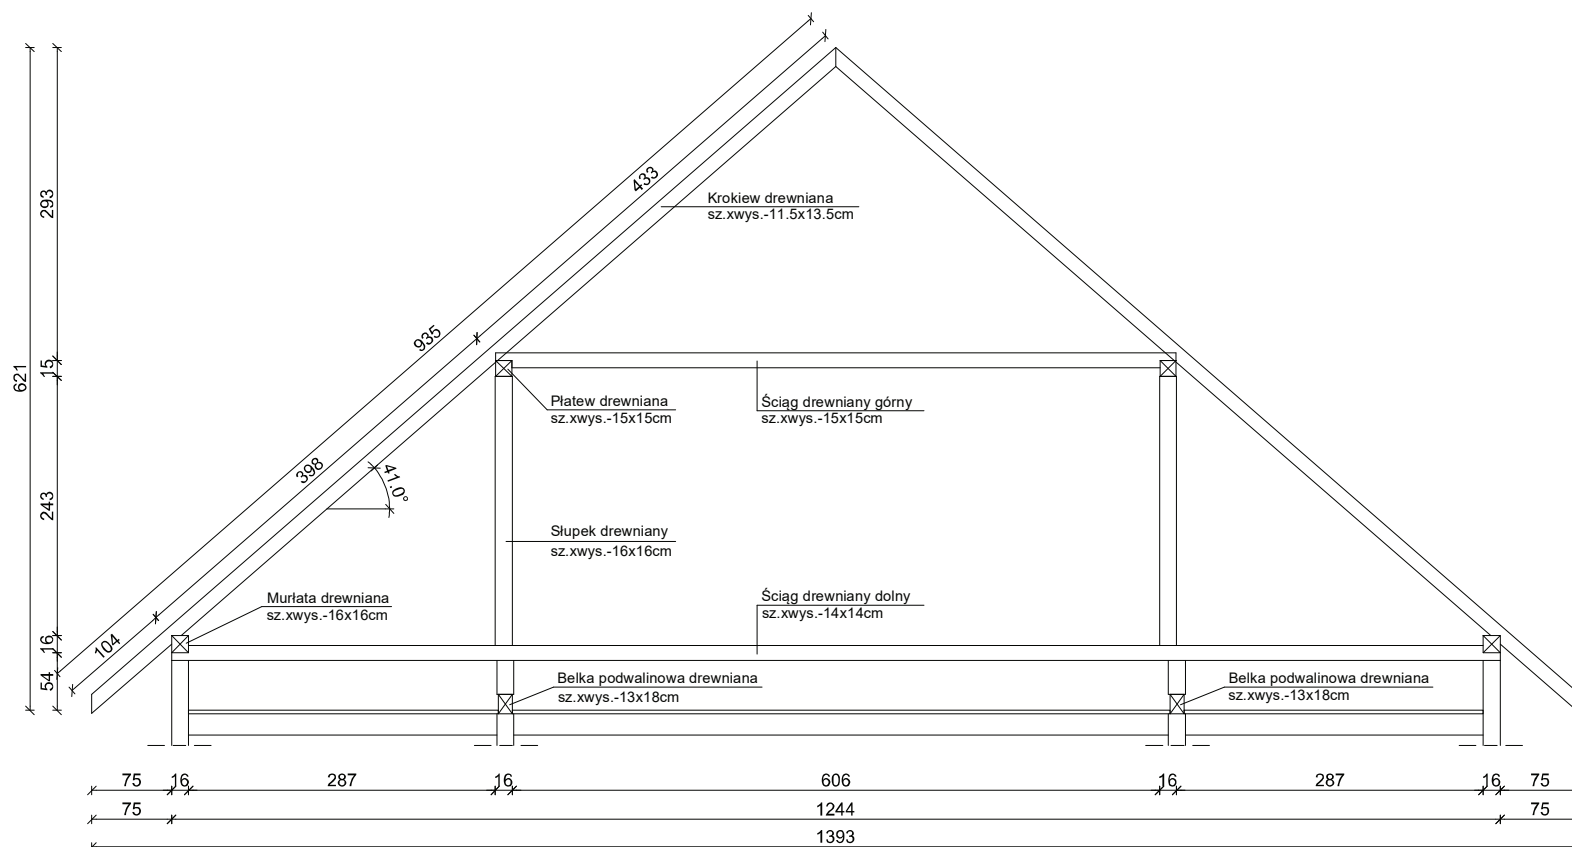 433
293
Krokiew drewniana
sz.xwys.-11.5x13.5cm
935
15
621
Płatew drewniana
sz.xwys.-15x15cm
Ściąg drewniany górny
sz.xwys.-15x15cm
398
41.0°
243
Słupek drewniany
sz.xwys.-16x16cm
Murłata drewniana
sz.xwys.-16x16cm
Ściąg drewniany dolny
sz.xwys.-14x14cm
16
104
54
Belka podwalinowa drewniana
sz.xwys.-13x18cm
Belka podwalinowa drewniana
sz.xwys.-13x18cm
75 16 287 16 606 16 287 16 75
75 1244 75
1393